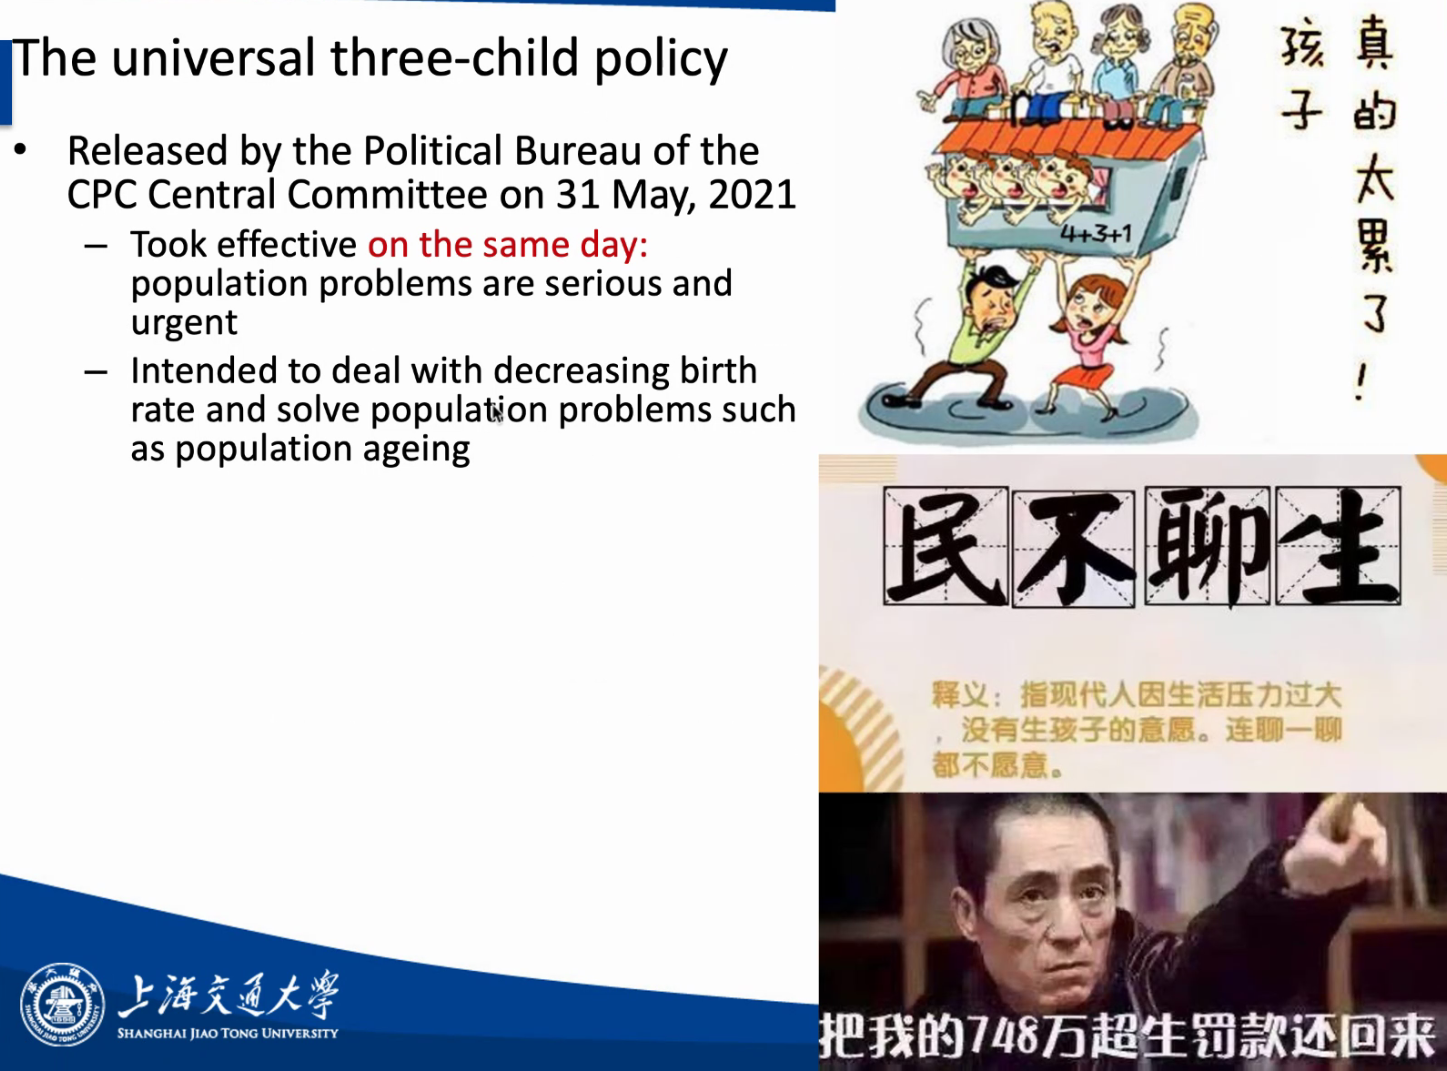 The universal three-child policy
• Released by the Political Bureau of the
CPC Central Committee on 31 May, 2021
– Took effective on the same day:
population problems are serious and
urgent
– Intended to deal with decreasing birth
rate and solve population problems such
as population ageing
真的太累了！
孩子
4+3+1
民不聊生
释义：指现代人因生活压力过大
，没有生孩子的意愿。连聊一聊
都不愿意。
把我的748万超生罚款还回来
上海交通大学
SHANGHAI JIAO TONG UNIVERSITY